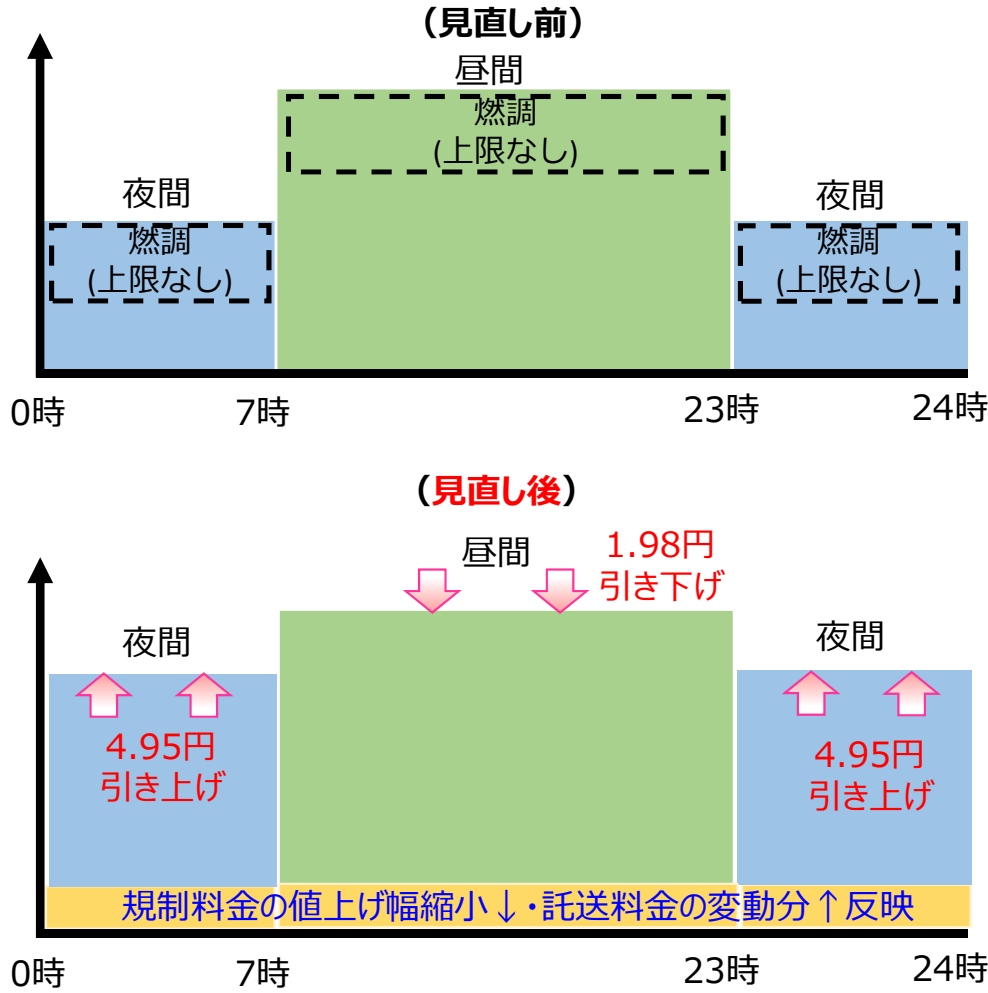 （見直し前）
昼間
燃調
(上限なし)
夜間
燃調
(上限なし)
夜間
燃調
(上限なし)
0時
7時
23時
24時
（見直し後）
昼間
1.98円
引き下げ
夜間
4.95円
引き上げ
夜間
4.95円
引き上げ
規制料金の値上げ幅縮小↓・託送料金の変動分↑反映
0時
7時
23時
24時